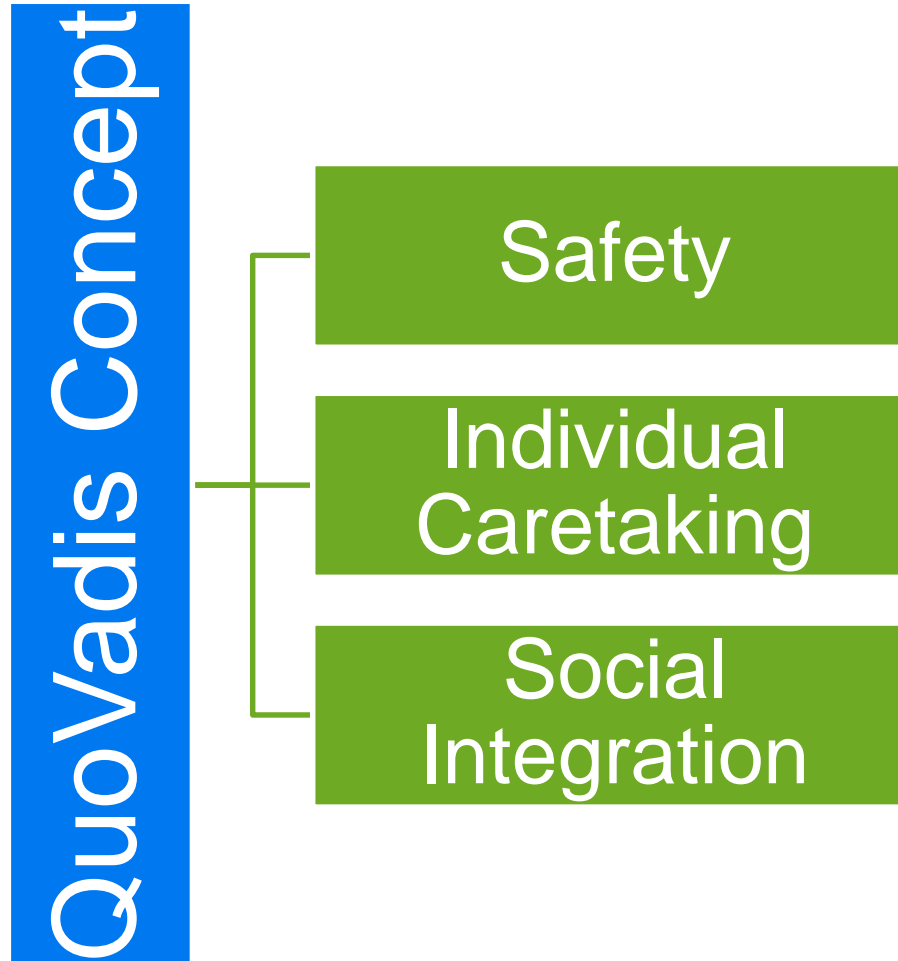 QuoVadis Concept
Safety
Individual
Caretaking
Social
Integration